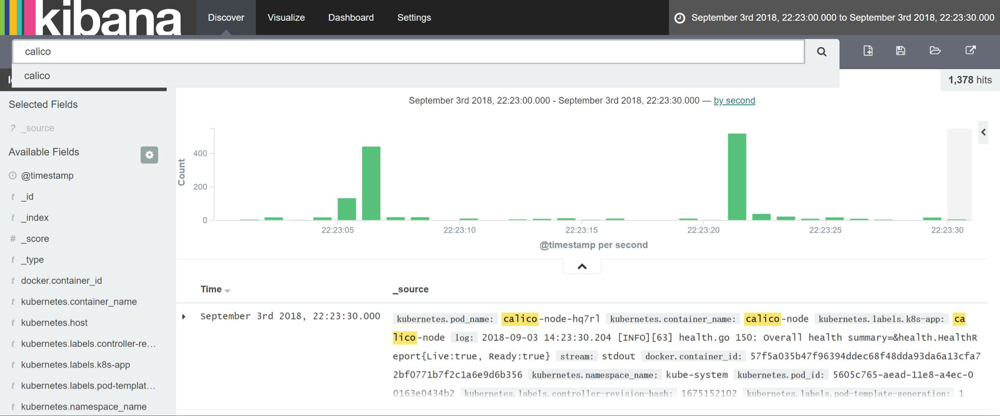 kibana
Discover Visualize Dashboard Settings
September 3rd 2018, 22:23:00.000 to September 3rd 2018, 22:23:30.000
calico
calico
1,378 hits
September 3rd 2018, 22:23:00.000 - September 3rd 2018, 22:23:30.000 — by second
Selected Fields
? _source
Available Fields
@timestamp
t _id
t _index
# _score
t _type
t docker.container_id
t kubernetes.container_name
t kubernetes.host
t kubernetes.labels.controller-re...
t kubernetes.labels.k8s-app
t kubernetes.labels.pod-templat...
t kubernetes.namespace_name
Count
400
200
0
22:23:05 22:23:10 22:23:15 22:23:20 22:23:25 22:23:30
@timestamp per second
Time _source
September 3rd 2018, 22:23:30.000
kubernetes.pod_name: calico-node-hq7rl kubernetes.container_name: calico-node kubernetes.labels.k8s-app: ca
lico-node log: 2018-09-03 14:23:30.204 [INFO][63] health.go 150: Overall health summary=&health.HealthR
eport{Live:true, Ready:true} stream: stdout docker.container_id: 57f5a035b47f96394ddec68f48dda93da6a13cfa7
2bf0771b7f2c1a6e9d6b356 kubernetes.namespace_name: kube-system kubernetes.pod_id: 5605c765-aead-11e8-a4ec-0
0163e0434b2 kubernetes.labels.controller-revision-hash: 1675152102 kubernetes.labels.pod-template-generation: 1